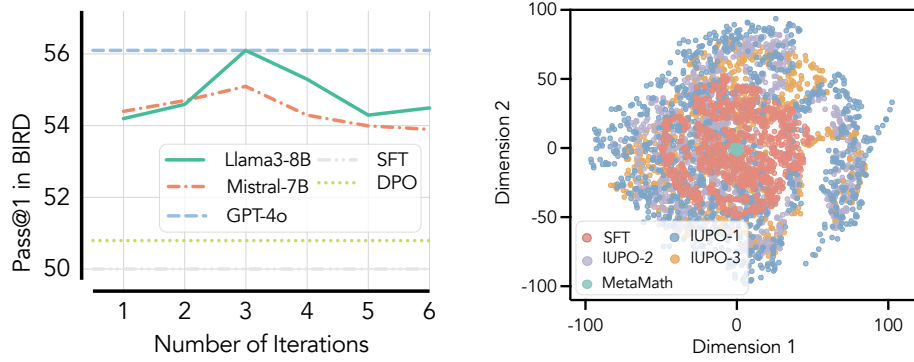 Pass@1 in BIRD
56
54
52
50
Llama3-8B
Mistral-7B
GPT-4o
SFT
DPO
1 2 3 4 5 6
Number of Iterations
Dimension 2
100
50
0
-50
-100
SFT
IUPO-1
IUPO-2
IUPO-3
MetaMath
-100 0 100
Dimension 1